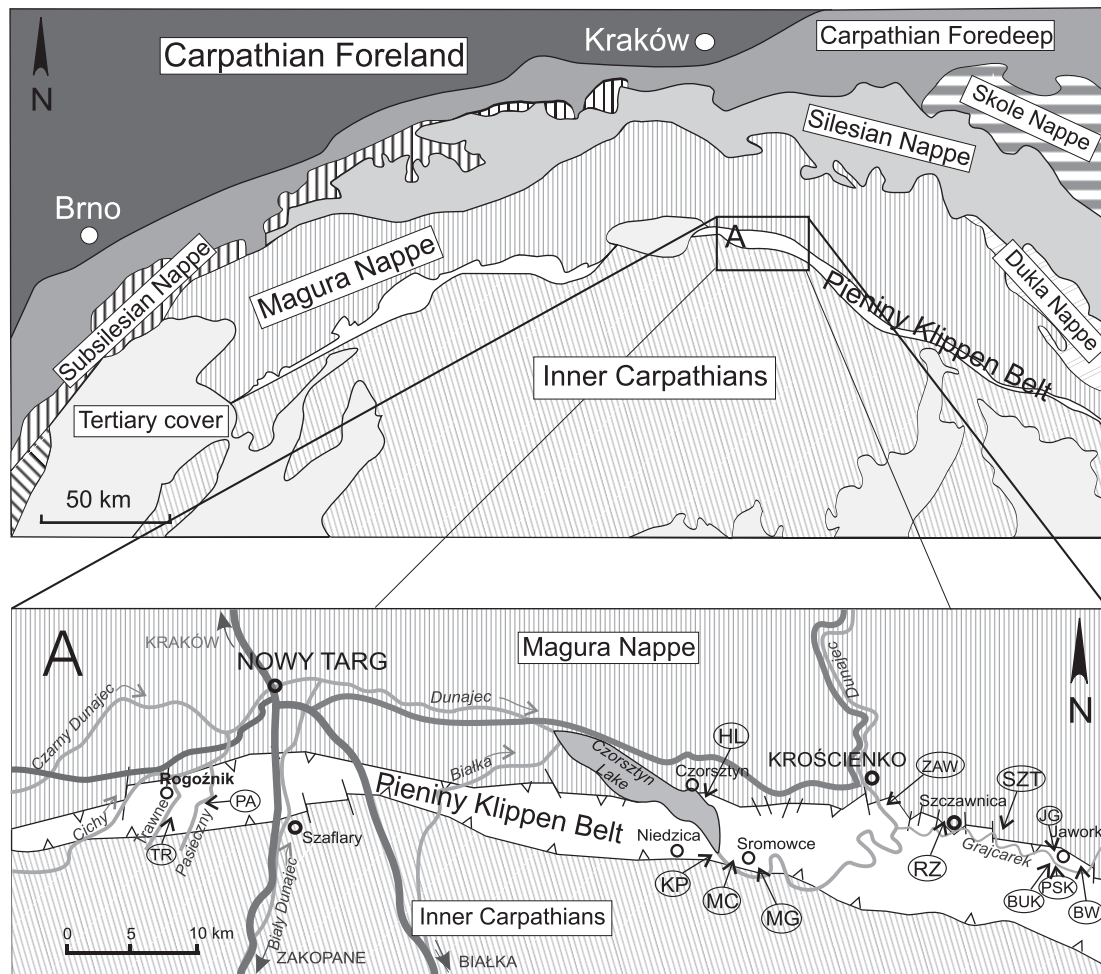 Kraków
Carpathian Foredeep
Carpathian Foreland
N
Skole Nappe
Silesian Nappe
Brno
A
Magura Nappe
Subsilesian Nappe
Dukla Nappe
Pieniny Klippen Belt
Inner Carpathians
Tertiary cover
50 km
A
KRAKÓW
Magura Nappe
N
NOWY TARG
Dunajec
Dunajec
Czarny Dunajec
HL
KROŚCIENKO
Czorsztyn
Lake
Czorsztyn
Białka
ZAW
SZT
Rogoźnik
PA
Pieniny Klippen Belt
Szczawnica
JG
Jawork
Cichy
Trawne
Pasieczny
TR
Szaflary
Niedzica
Sromowce
Grajcarek
RZ
KP
MC
MG
BUK
PSK
BW
Biały Dunajec
Inner Carpathians
0 5 10 km
ZAKOPANE
BIAŁKA